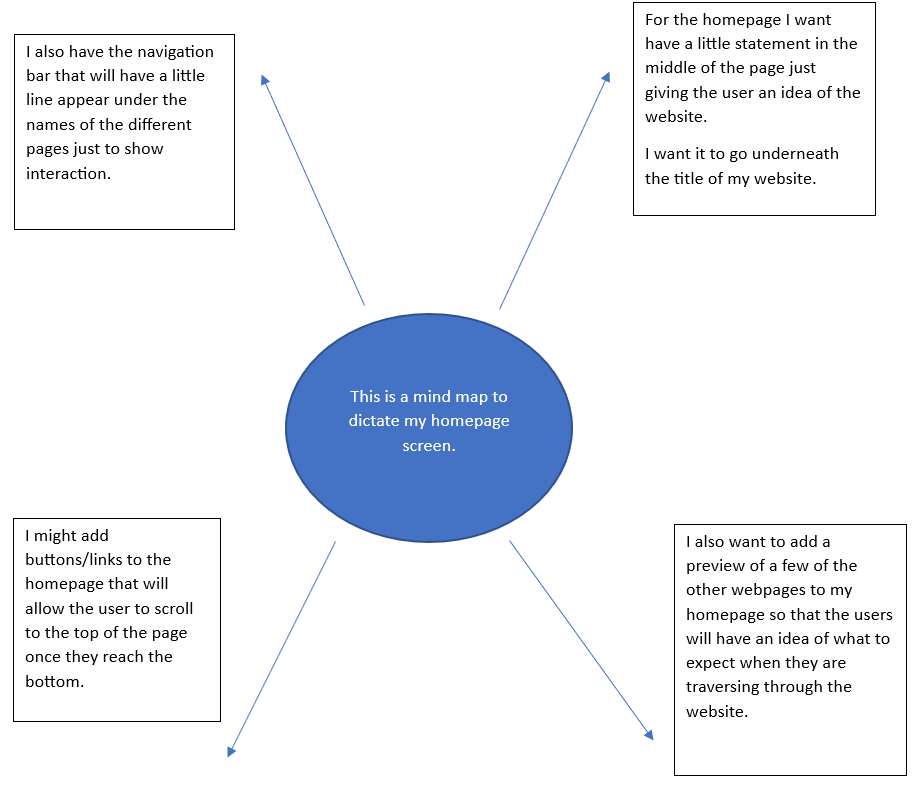 I also have the navigation
bar that will have a little
line appear under the
names of the different
pages just to show
interaction.
For the homepage I want
have a little statement in the
middle of the page just
giving the user an idea of the
website.
I want it to go underneath
the title of my website.
This is a mind map to
dictate my homepage
screen.
I might add
buttons/links to the
homepage that will
allow the user to scroll
to the top of the page
once they reach the
bottom.
I also want to add a
preview of a few of the
other webpages to my
homepage so that the users
will have an idea of what to
expect when they are
traversing through the
website.